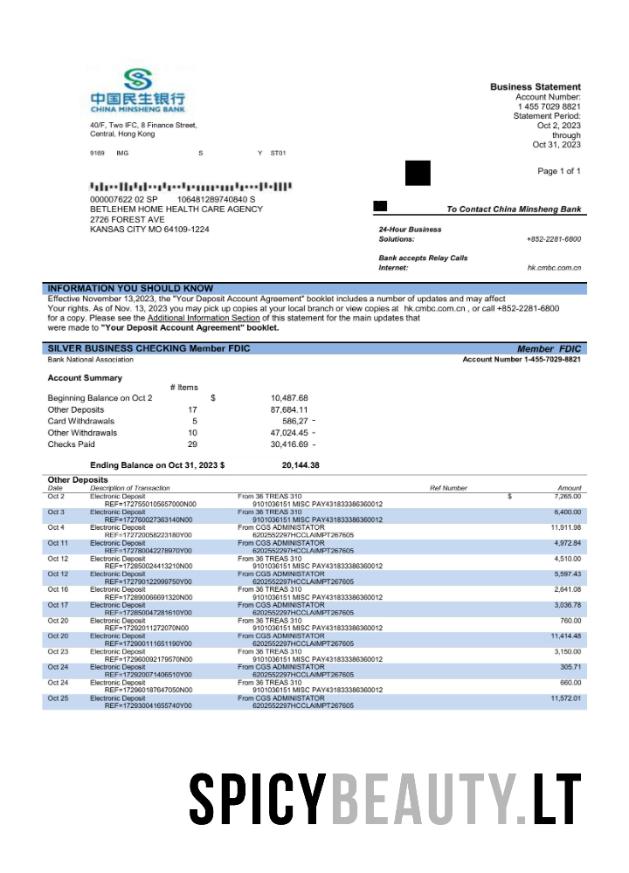 中国民生银行
CHINA MINSHENG BANK
40/F, Two IFC, 8 Finance Street,
Central, Hong Kong
9169 IMG S Y ST01
Business Statement
Account Number:
1 455 7029 8821
Statement Period:
Oct 2, 2023
through
Oct 31, 2023
Page 1 of 1
000007622 02 SP 106481289740840 S
BETLEHEM HOME HEALTH CARE AGENCY
2726 FOREST AVE
KANSAS CITY MO 64109-1224
To Contact China Minsheng Bank
24-Hour Business
Solutions: +852-2281-6800
Bank accepts Relay Calls
Internet: hk.cmbc.com.cn
INFORMATION YOU SHOULD KNOW
Effective November 13,2023, the "Your Deposit Account Agreement" booklet includes a number of updates and may affect
Your rights. As of Nov. 13, 2023 you may pick up copies at your local branch or view copies at hk.cmbc.com.cn , or call +852-2281-6800
for a copy. Please see the Additional Information Section of this statement for the main updates that
were made to "Your Deposit Account Agreement" booklet.
SILVER BUSINESS CHECKING Member FDIC Member FDIC
Bank National Association Account Number 1-455-7029-8821
Account Summary
# Items
Beginning Balance on Oct 2 $ 10,487.68
Other Deposits 17 87,684.11
Card Withdrawals 5 586,27 -
Other Withdrawals 10 47,024.45 -
Checks Paid 29 30,416.69 -
Ending Balance on Oct 31, 2023 $ 20,144.38
Other Deposits
Date Description of Transaction Ref Number Amount
Oct 2 Electronic Deposit From 36 TREAS 310 $ 7,265.00
REF=1727550105657000N00 9101036151 MISC PAY431833386360012
Oct 3 Electronic Deposit From 36 TREAS 310 6,400.00
REF=172760027363140N00 9101036151 MISC PAY431833386360012
Oct 4 Electronic Deposit From CGS ADMINISTATOR 11,911.98
REF=172720058223180Y00 6202552297HCCLAIMPT267605
Oct 11 Electronic Deposit From CGS ADMINISTATOR 4,972.84
REF=172780042278970Y00 6202552297HCCLAIMPT267605
Oct 12 Electronic Deposit From 36 TREAS 310 4,510.00
REF=172850024413210N00 9101036151 MISC PAY431833386360012
Oct 12 Electronic Deposit From CGS ADMINISTATOR 5,597.43
REF=172790122099750Y00 6202552297HCCLAIMPT267605
Oct 16 Electronic Deposit From 36 TREAS 310 2,641.08
REF=172890066691320N00 9101036151 MISC PAY431833386360012
Oct 17 Electronic Deposit From CGS ADMINISTATOR 3,036.78
REF=172850047281610Y00 6202552297HCCLAIMPT267605
Oct 20 Electronic Deposit From 36 TREAS 310 760.00
REF=17292011272070N00 9101036151 MISC PAY431833386360012
Oct 20 Electronic Deposit From CGS ADMINISTATOR 11,414.48
REF=172900111651190Y00 6202552297HCCLAIMPT267605
Oct 23 Electronic Deposit From 36 TREAS 310 3,150.00
REF=172960092179570N00 9101036151 MISC PAY431833386360012
Oct 24 Electronic Deposit From CGS ADMINISTATOR 305.71
REF=172920071406510Y00 6202552297HCCLAIMPT267605
Oct 24 Electronic Deposit From 36 TREAS 310 660.00
REF=172960187647050N00 9101036151 MISC PAY431833386360012
Oct 25 Electronic Deposit From CGS ADMINISTATOR 11,572.01
REF=172930041655740Y00 6202552297HCCLAIMPT267605
SPICYBEAUTY.LT